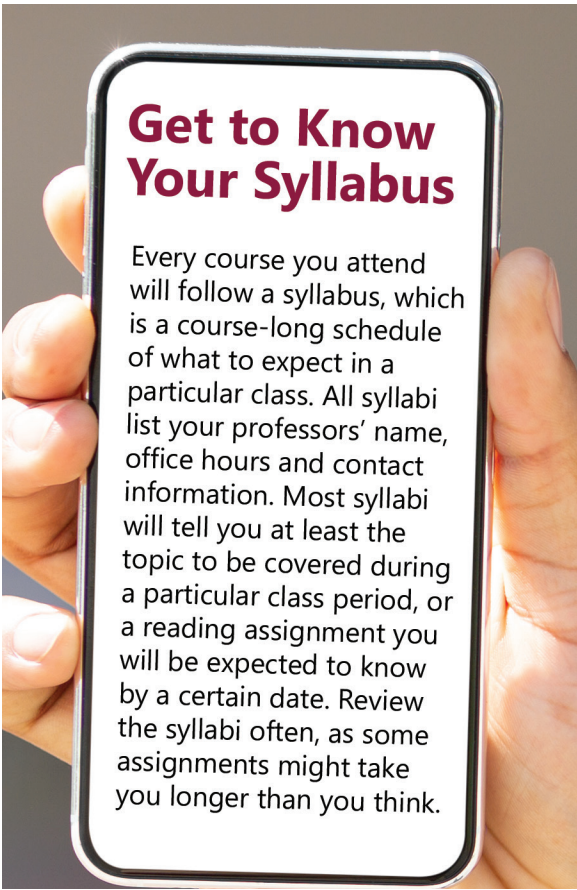 Get to Know
Your Syllabus
Every course you attend
will follow a syllabus, which
is a course-long schedule
of what to expect in a
particular class. All syllabi
list your professors’ name,
office hours and contact
information. Most syllabi
will tell you at least the
topic to be covered during
a particular class period, or
a reading assignment you
will be expected to know
by a certain date. Review
the syllabi often, as some
assignments might take
you longer than you think.